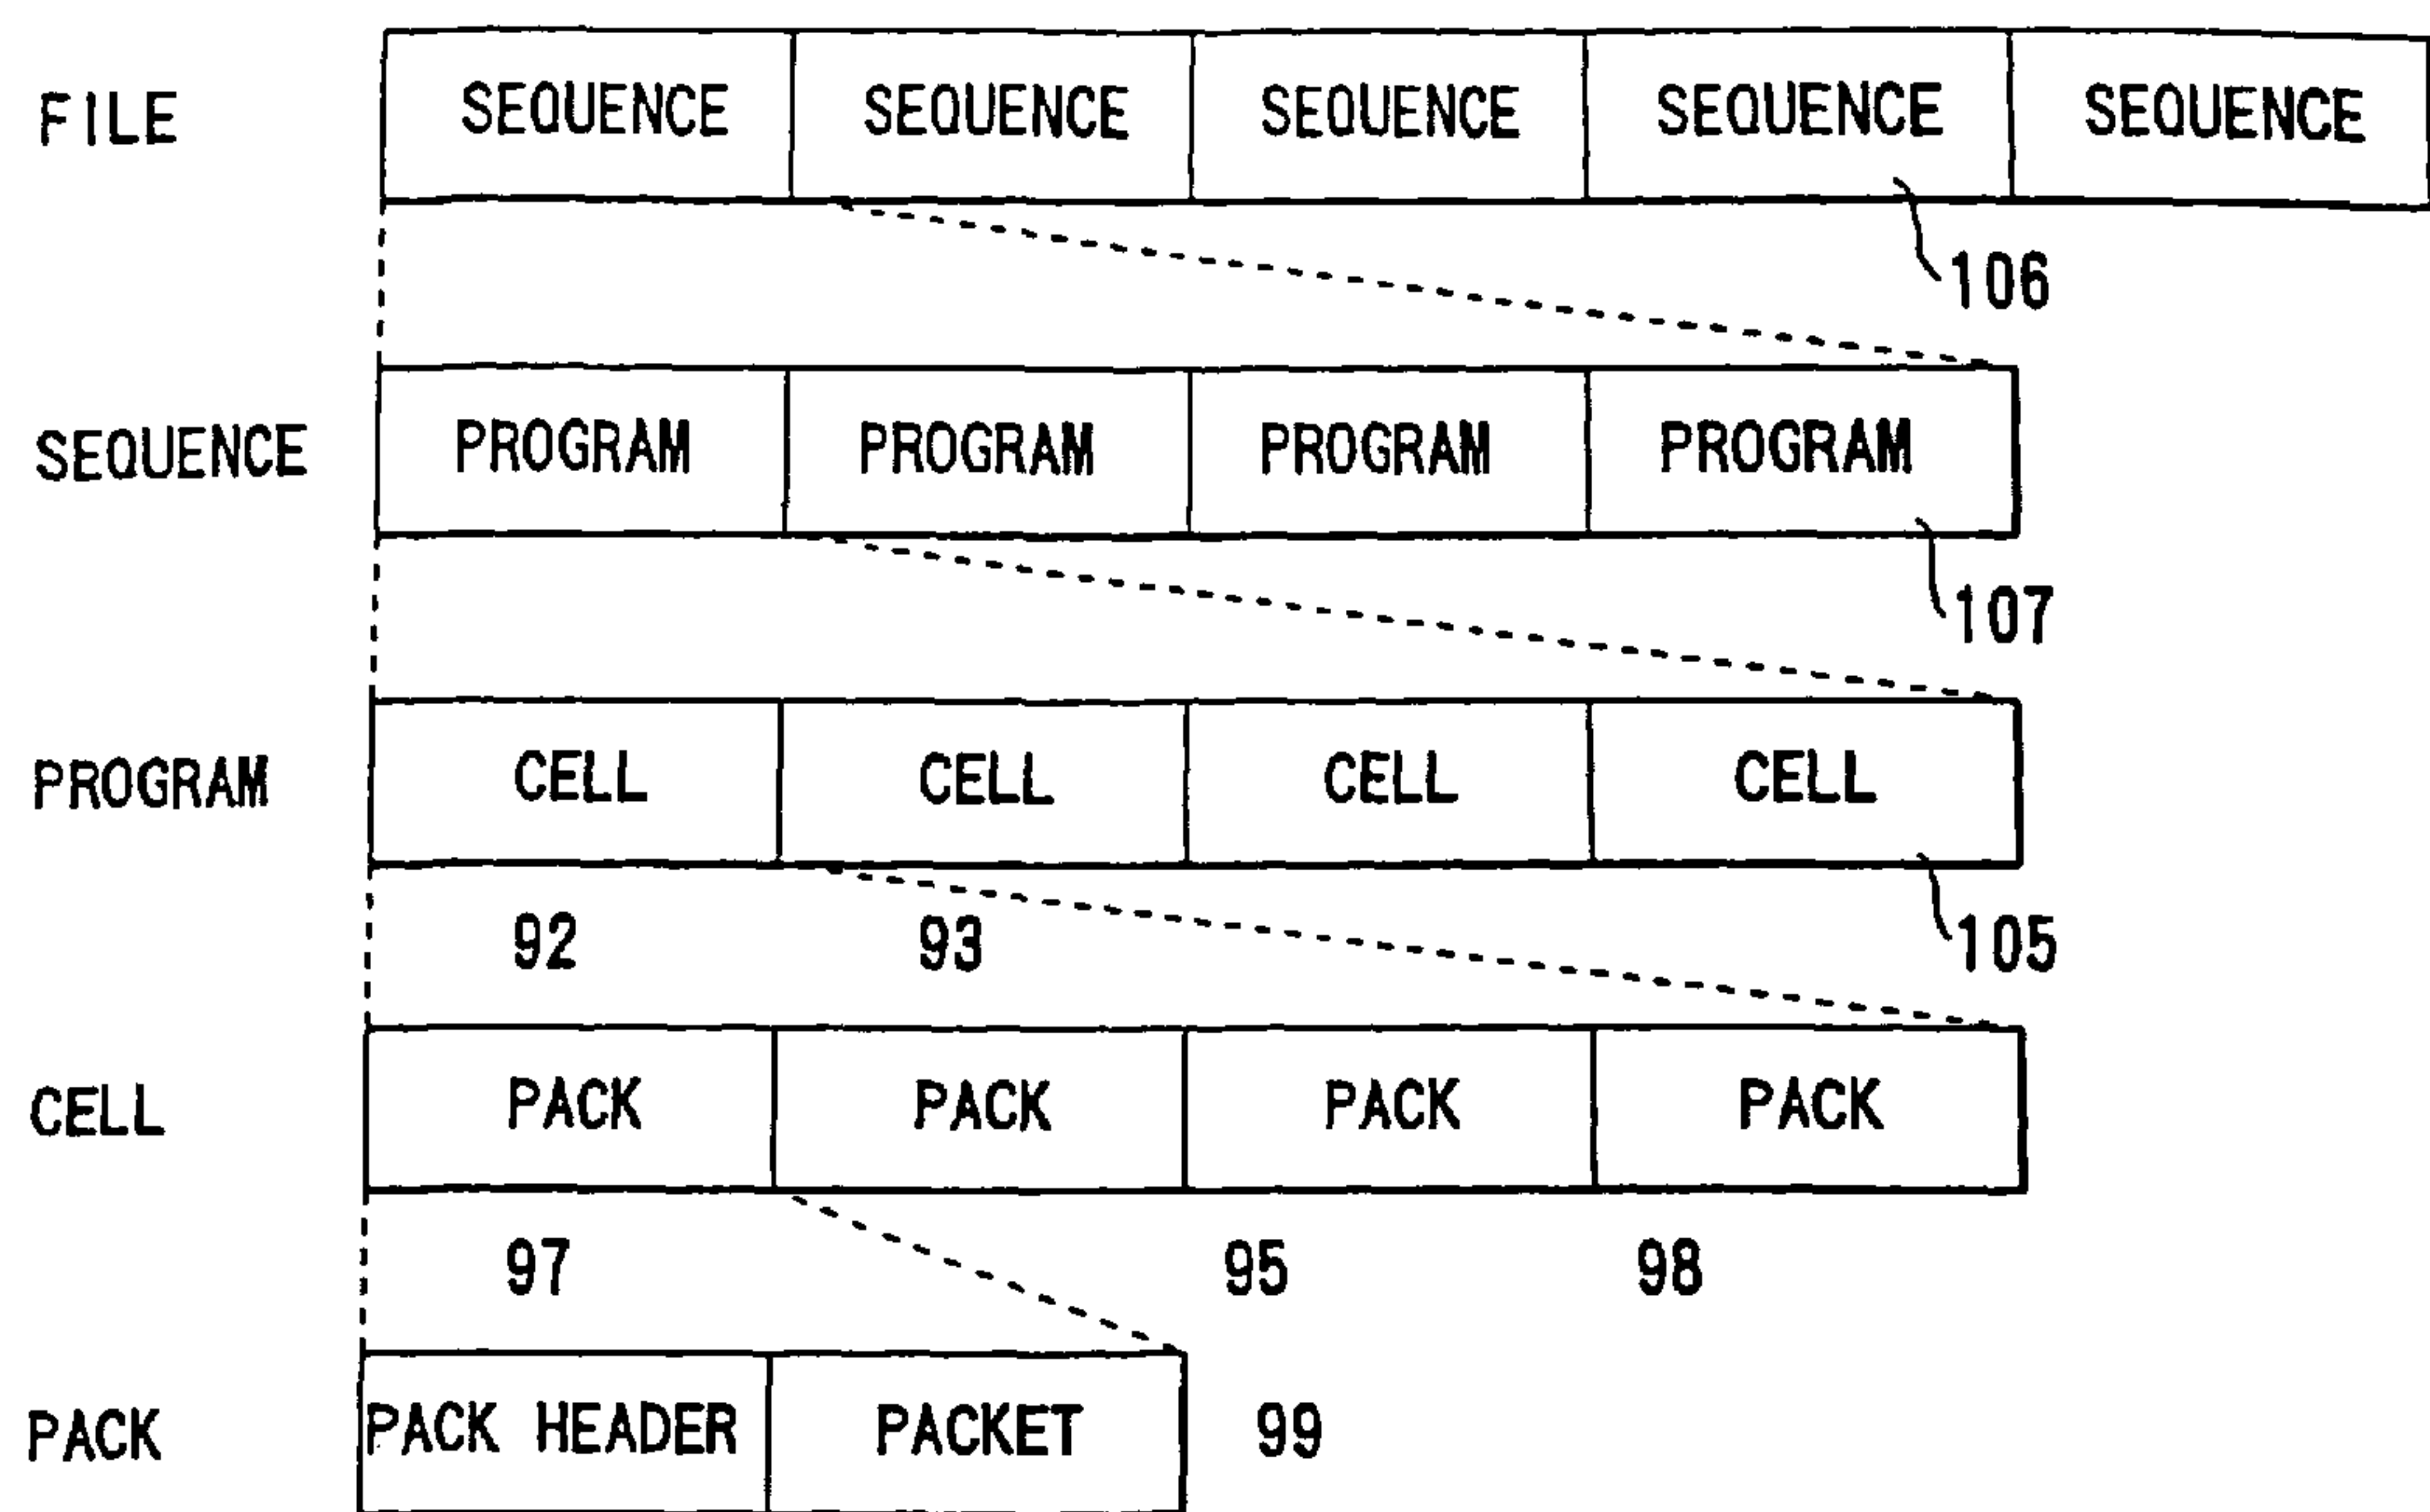 FILE SEQUENCE SEQUENCE SEQUENCE SEQUENCE SEQUENCE
106
SEQUENCE PROGRAM PROGRAM PROGRAM PROGRAM
107
PROGRAM CELL CELL CELL CELL
92 93 105
CELL PACK PACK PACK PACK
97 95 98
PACK PACK HEADER PACKET 99